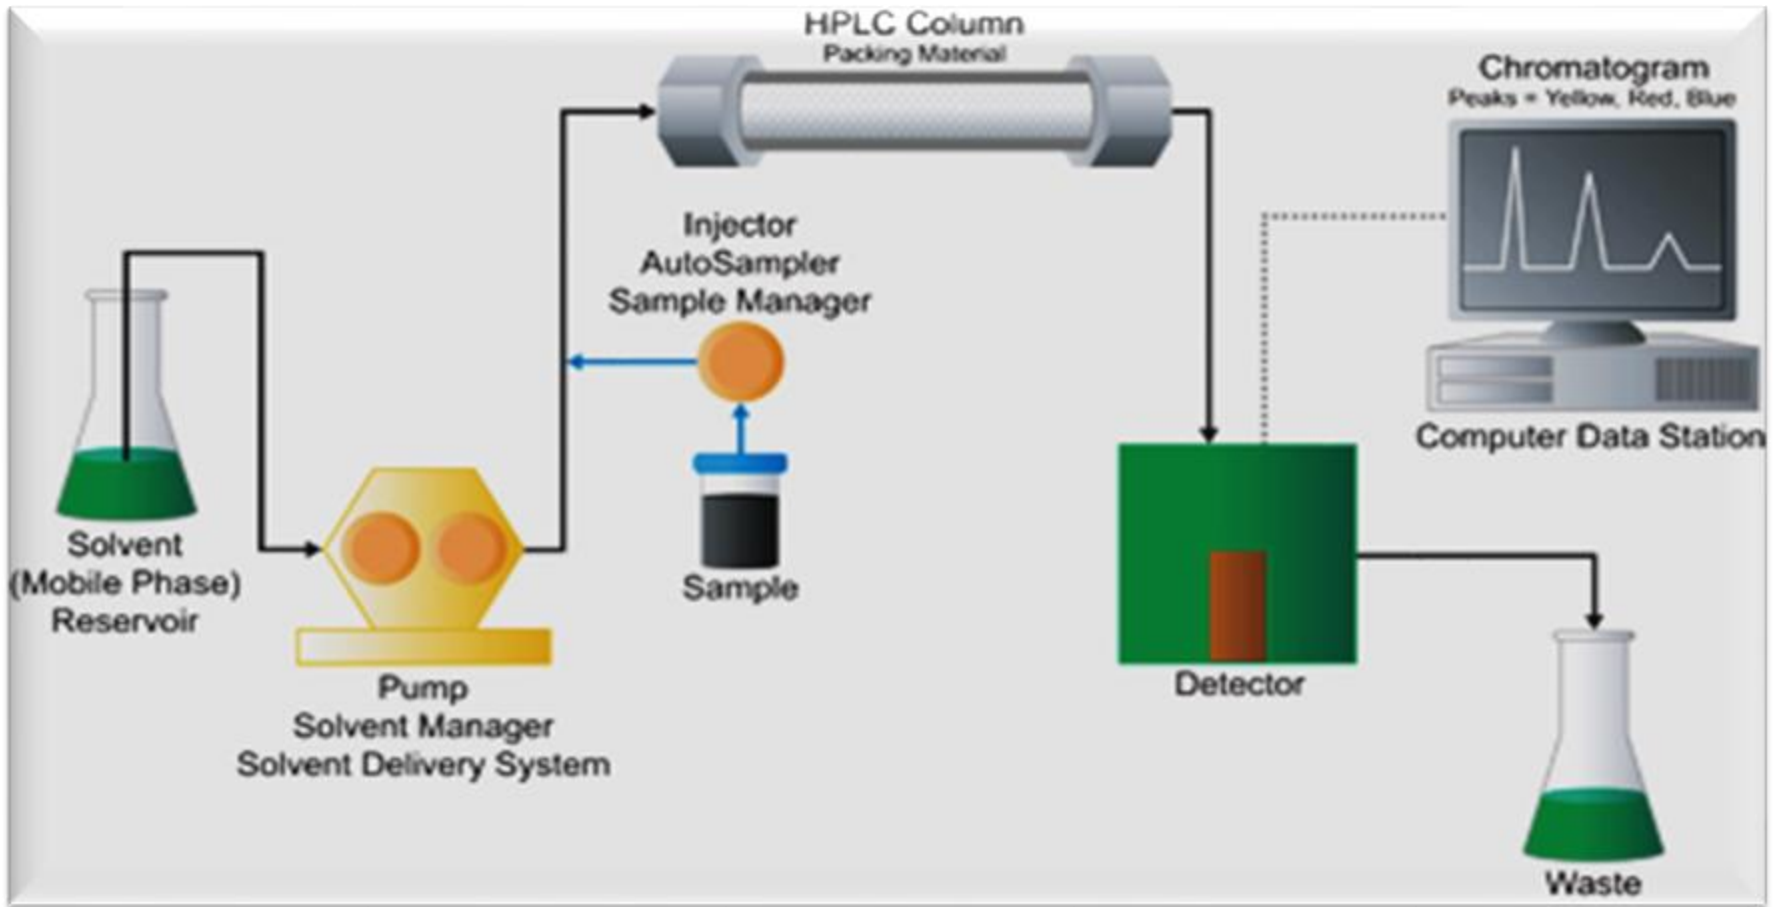 HPLC Column
Packing Material
Chromatogram
Peaks = Yellow, Red, Blue
Injector
AutoSampler
Sample Manager
Computer Data Station
Solvent
(Mobile Phase)
Reservoir
Sample
Pump
Solvent Manager
Solvent Delivery System
Detector
Waste